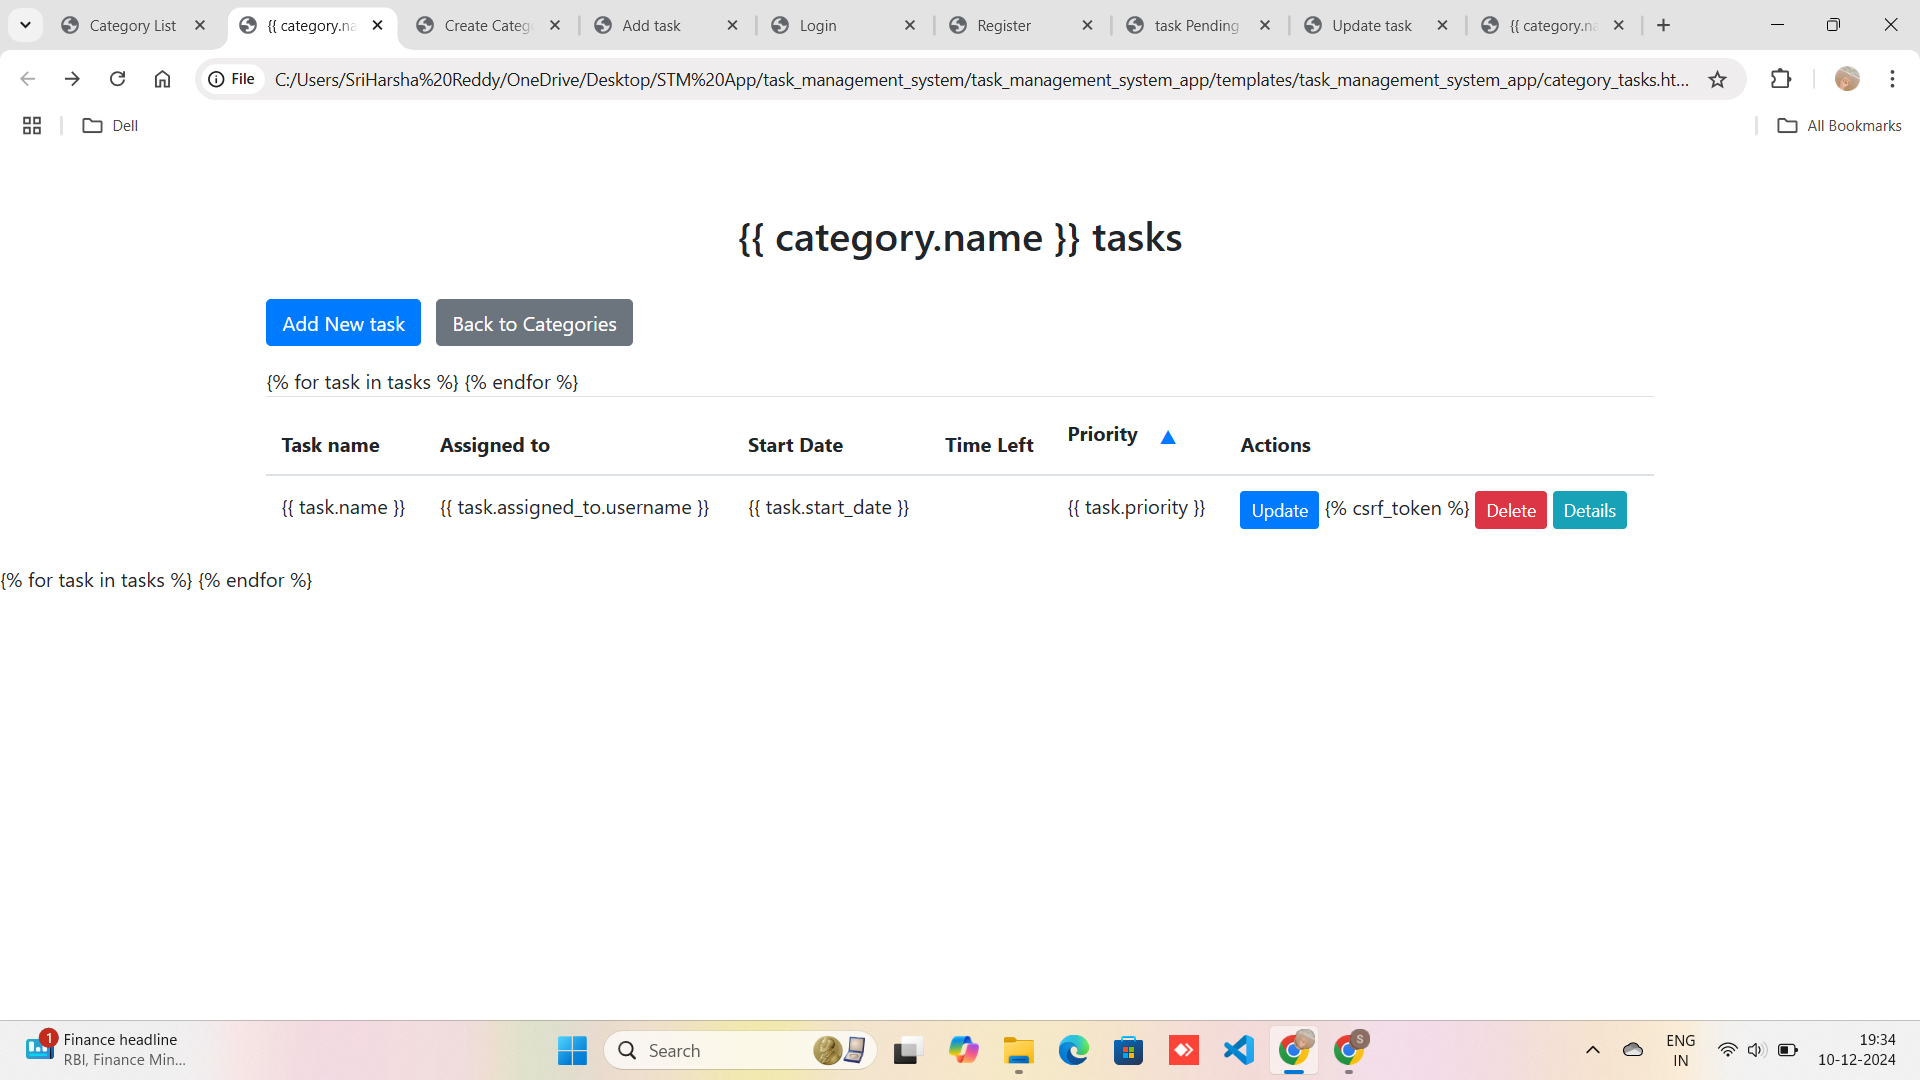 Category List
{{ category.na
Create Categ
Add task
Login
Register
task Pending
Update task
{{ category.na
File
C:/Users/SriHarsha%20Reddy/OneDrive/Desktop/STM%20App/task_management_system/task_management_system_app/templates/task_management_system_app/category_tasks.ht...
Dell
All Bookmarks
{{ category.name }} tasks
Add New task
Back to Categories
{% for task in tasks %} {% endfor %}
Task name Assigned to Start Date Time Left Priority ▲ Actions
{{ task.name }} {{ task.assigned_to.username }} {{ task.start_date }} {{ task.priority }} Update {% csrf_token %} Delete Details
{% for task in tasks %} {% endfor %}
1
Finance headline
RBI, Finance Min...
Search
S
ENG
IN
19:34
10-12-2024